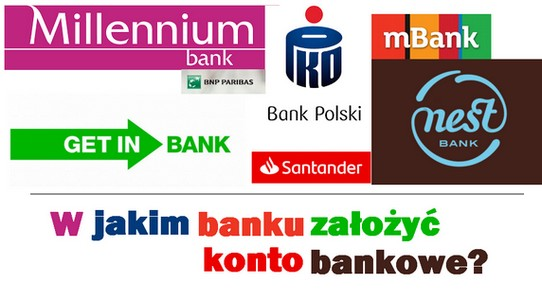 Millennium
bank
BNP PARIBAS
PKO
Bank Polski
mBank
nest
BANK
GET IN BANK
Santander
W jakim banku założyć
konto bankowe?